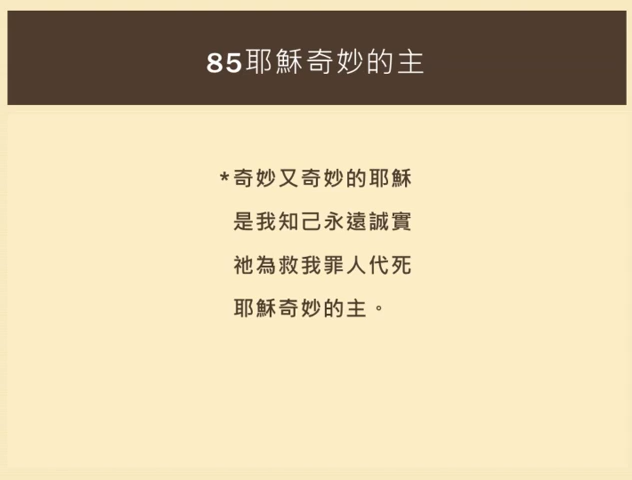 85耶穌奇妙的主
*奇妙又奇妙的耶穌
是我知己永遠誠實
祂為救我罪人代死
耶穌奇妙的主。